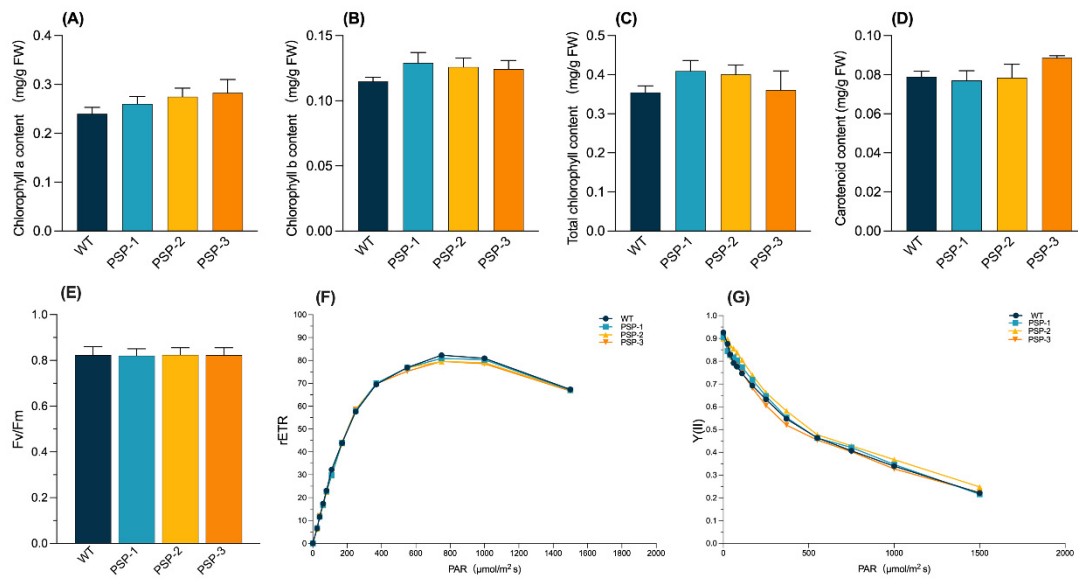 (A)
Chlorophyll a content (mg/g FW)
0.4
0.3
0.2
0.1
0.0
WT
PSP-1
PSP-2
PSP-3
(B)
Chlorophyll b content (mg/g FW)
0.15
0.10
0.05
0.00
WT
PSP-1
PSP-2
PSP-3
(C)
Total chlorophyll content (mg/g FW)
0.5
0.4
0.3
0.2
0.1
0.0
WT
PSP-1
PSP-2
PSP-3
(D)
Carotenoid content (mg/g FW)
0.10
0.08
0.06
0.04
0.02
0.00
WT
PSP-1
PSP-2
PSP-3
(E)
Fv/Fm
1.0
0.8
0.6
0.4
0.2
0.0
WT
PSP-1
PSP-2
PSP-3
(F)
rETR
100
90
80
70
60
50
40
30
20
10
0
0
200
400
600
800
1000
1200
1400
1600
1800
2000
PAR (μmol/m² s)
WT
PSP-1
PSP-2
PSP-3
(G)
Y(II)
1.0
0.9
0.8
0.7
0.6
0.5
0.4
0.3
0.2
0.1
0.0
0
500
1000
1500
2000
PAR (μmol/m² s)
WT
PSP-1
PSP-2
PSP-3